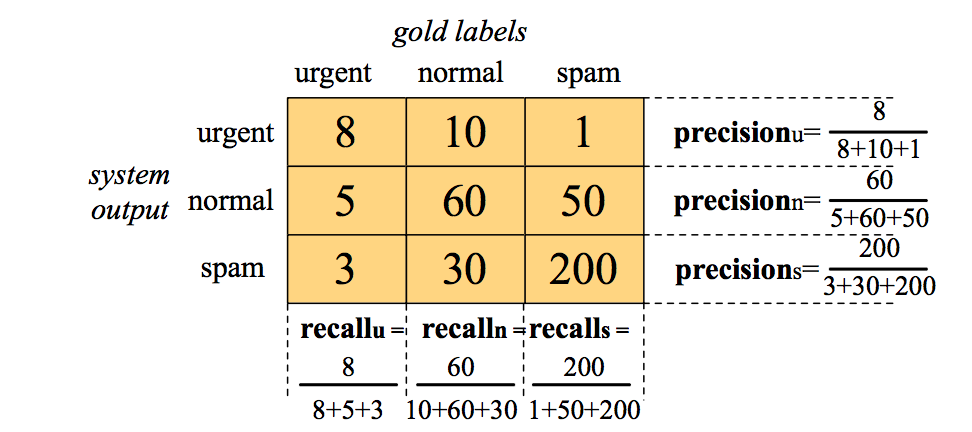 gold labels
urgent normal spam
urgent 8 10 1 precisionu= 8
8+10+1
system output normal 5 60 50 precisionn= 60
5+60+50
spam 3 30 200 precisions= 200
3+30+200
recallu = recalln = recalls =
8 60 200
8+5+3 10+60+30 1+50+200